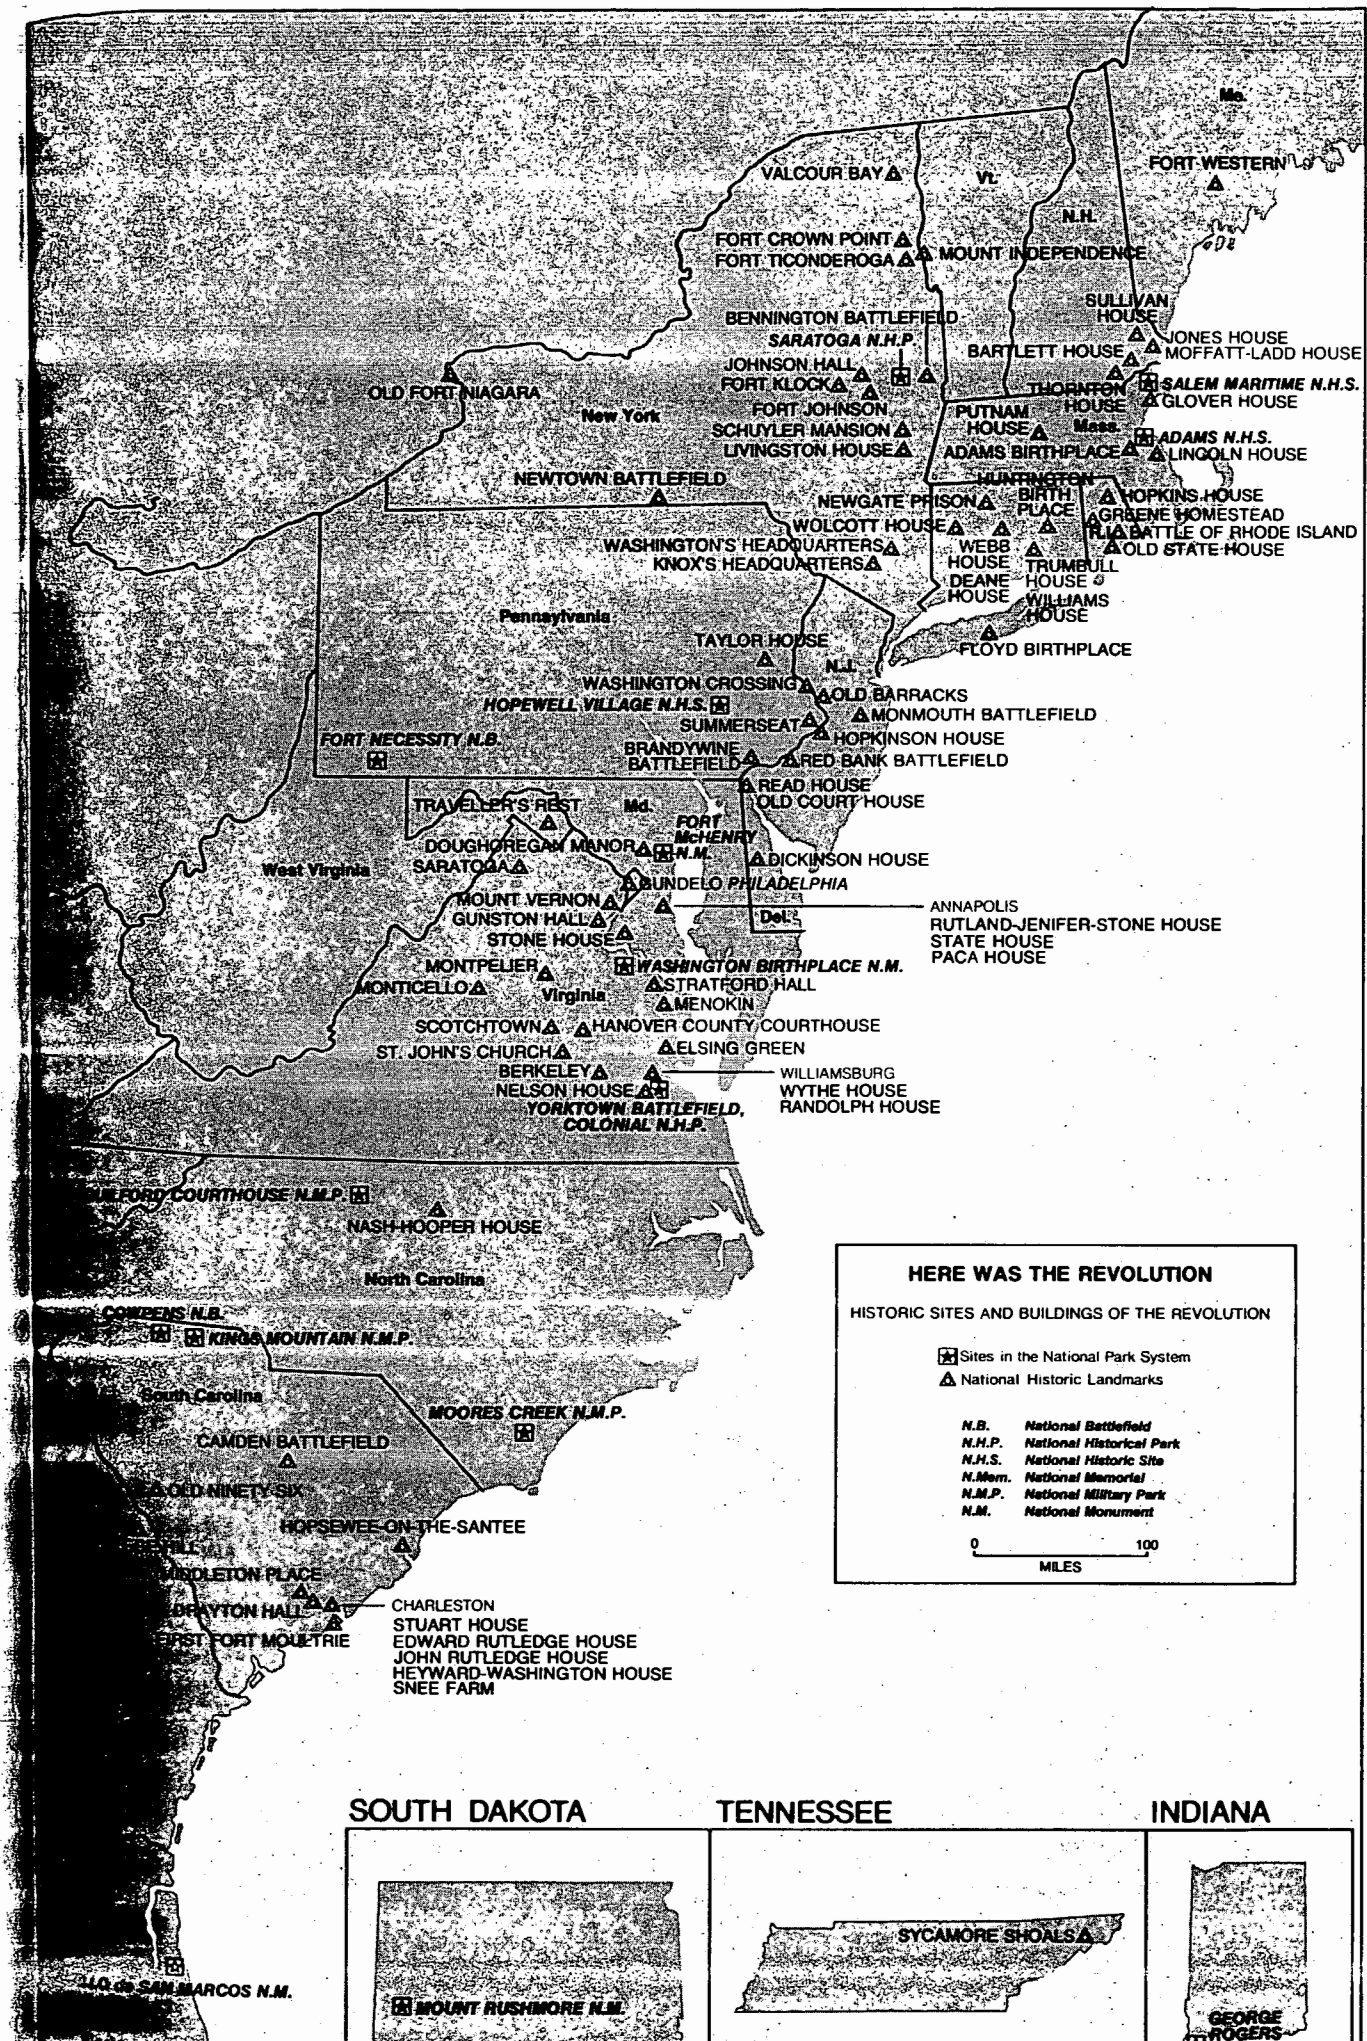 Me.
FORT WESTERN
VALCOUR BAY
Vt.
N.H.
FORT CROWN POINT
FORT TICONDEROGA
MOUNT INDEPENDENCE
SULLIVAN
HOUSE
BENNINGTON BATTLEFIELD
SARATOGA N.H.P.
JONES HOUSE
MOFFATT-LADD HOUSE
BARTLETT HOUSE
JOHNSON HALL
FORT KLOCK
OLD FORT NIAGARA
THORNTON
HOUSE
SALEM MARITIME N.H.S.
GLOVER HOUSE
New York
FORT JOHNSON
PUTNAM
HOUSE
Mass.
SCHUYLER MANSION
LIVINGSTON HOUSE
ADAMS N.H.S.
ADAMS BIRTHPLACE
LINCOLN HOUSE
NEWTOWN BATTLEFIELD
HUNTINGTON
BIRTH
PLACE
NEWGATE PRISON
HOPKINS HOUSE
GREENE HOMESTEAD
WOLCOTT HOUSE
R.I.
BATTLE OF RHODE ISLAND
WASHINGTON'S HEADQUARTERS
OLD STATE HOUSE
KNOX'S HEADQUARTERS
WEBB
HOUSE
DEANE
HOUSE
TRUMBULL
HOUSE
WILLIAMS
HOUSE
Pennsylvania
TAYLOR HOUSE
FLOYD BIRTHPLACE
N.J.
WASHINGTON CROSSING
OLD BARRACKS
HOPEWELL VILLAGE N.H.S.
MONMOUTH BATTLEFIELD
SUMMERSEAT
HOPKINSON HOUSE
FORT NECESSITY N.B.
BRANDYWINE
BATTLEFIELD
RED BANK BATTLEFIELD
READ HOUSE
OLD COURT HOUSE
TRAVELLER'S REST
Md.
FORT
McHENRY
N.M.
DOUGHOREGAN MANOR
SARATOGA
DICKINSON HOUSE
West Virginia
GUNDELO PHILADELPHIA
MOUNT VERNON
GUNSTON HALL
STONE HOUSE
Del.
ANNAPOLIS
RUTLAND-JENIFER-STONE HOUSE
STATE HOUSE
PACA HOUSE
MONTPELIER
WASHINGTON BIRTHPLACE N.M.
MONTICELLO
Virginia
STRATFORD HALL
MENOKIN
SCOTCHTOWN
HANOVER COUNTY COURTHOUSE
ST. JOHN'S CHURCH
ELSING GREEN
BERKELEY
NELSON HOUSE
WILLIAMSBURG
WYTHE HOUSE
RANDOLPH HOUSE
YORKTOWN BATTLEFIELD,
COLONIAL N.H.P.
COURTHOUSE N.M.P.
NASH-HOOPER HOUSE
North Carolina
COWPENS N.B.
KINGS MOUNTAIN N.M.P.
South Carolina
MOORES CREEK N.M.P.
CAMDEN BATTLEFIELD
OLD NINETY SIX
HOPSEWEE-ON-THE-SANTEE
HILL
MIDDLETON PLACE
DRAYTON HALL
FIRST FORT MOULTRIE
CHARLESTON
STUART HOUSE
EDWARD RUTLEDGE HOUSE
JOHN RUTLEDGE HOUSE
HEYWARD-WASHINGTON HOUSE
SNEE FARM
HERE WAS THE REVOLUTION
HISTORIC SITES AND BUILDINGS OF THE REVOLUTION
Sites in the National Park System
National Historic Landmarks
N.B. National Battlefield
N.H.P. National Historical Park
N.H.S. National Historic Site
N.Mem. National Memorial
N.M.P. National Military Park
N.M. National Monument
0 100
MILES
de SAN MARCOS N.M.
SOUTH DAKOTA
MOUNT RUSHMORE N.M.
TENNESSEE
SYCAMORE SHOALS
INDIANA
GEORGE
ROGERS